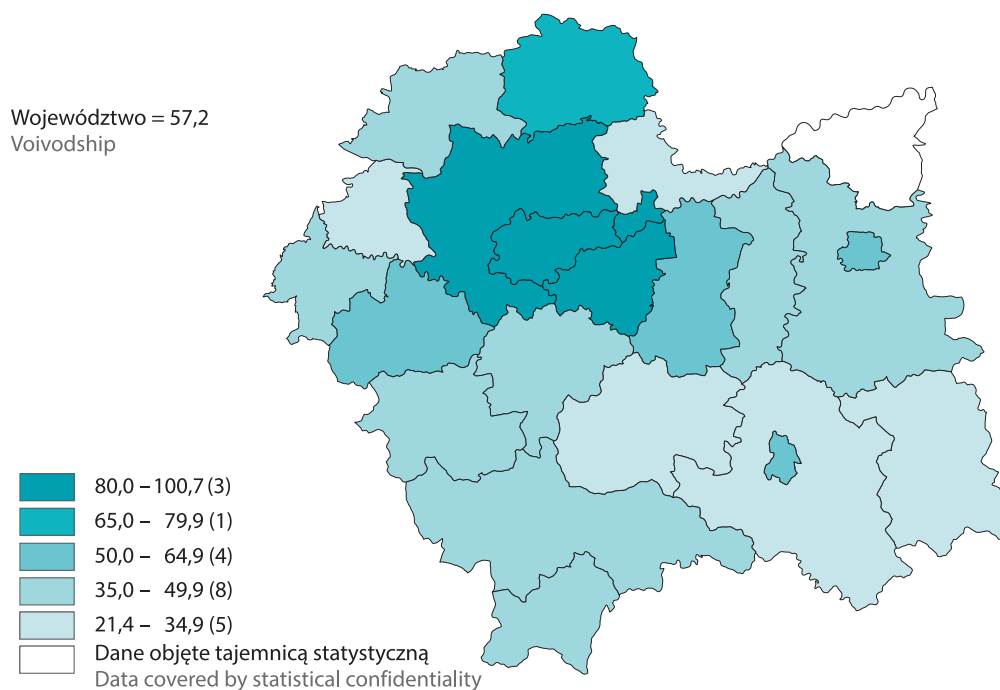 Województwo = 57,2
Voivodship
80,0 – 100,7 (3)
65,0 – 79,9 (1)
50,0 – 64,9 (4)
35,0 – 49,9 (8)
21,4 – 34,9 (5)
Dane objęte tajemnicą statystyczną
Data covered by statistical confidentiality